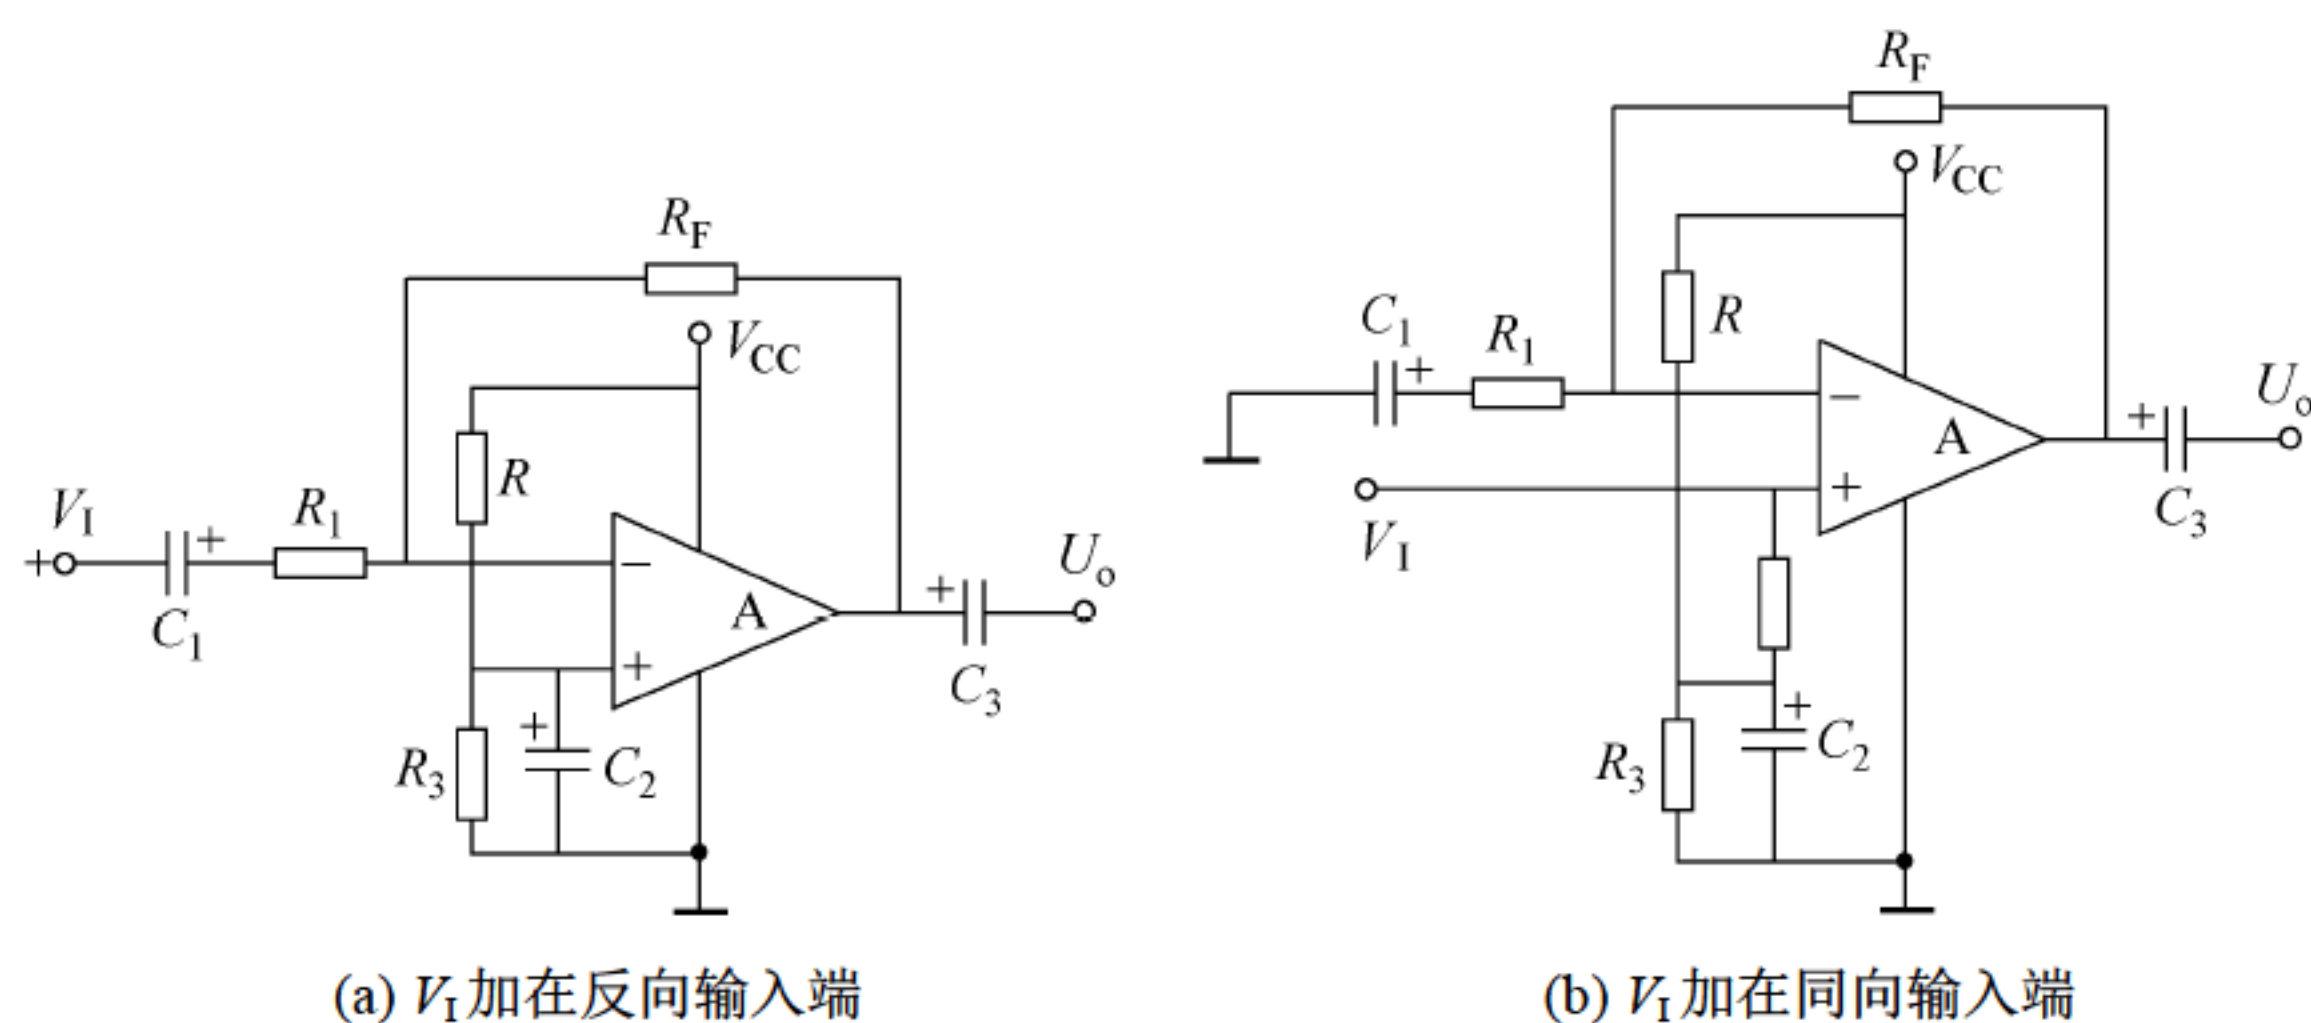 R_F
V_CC
R
V_I
+
C_1
+
R_1
−
A
+
R_3
+
C_2
+
C_3
U_o
(a) V_I加在反向输入端
R_F
V_CC
R
C_1
+
R_1
V_I
−
A
+
R_3
+
C_2
+
C_3
U_o
(b) V_I加在同向输入端